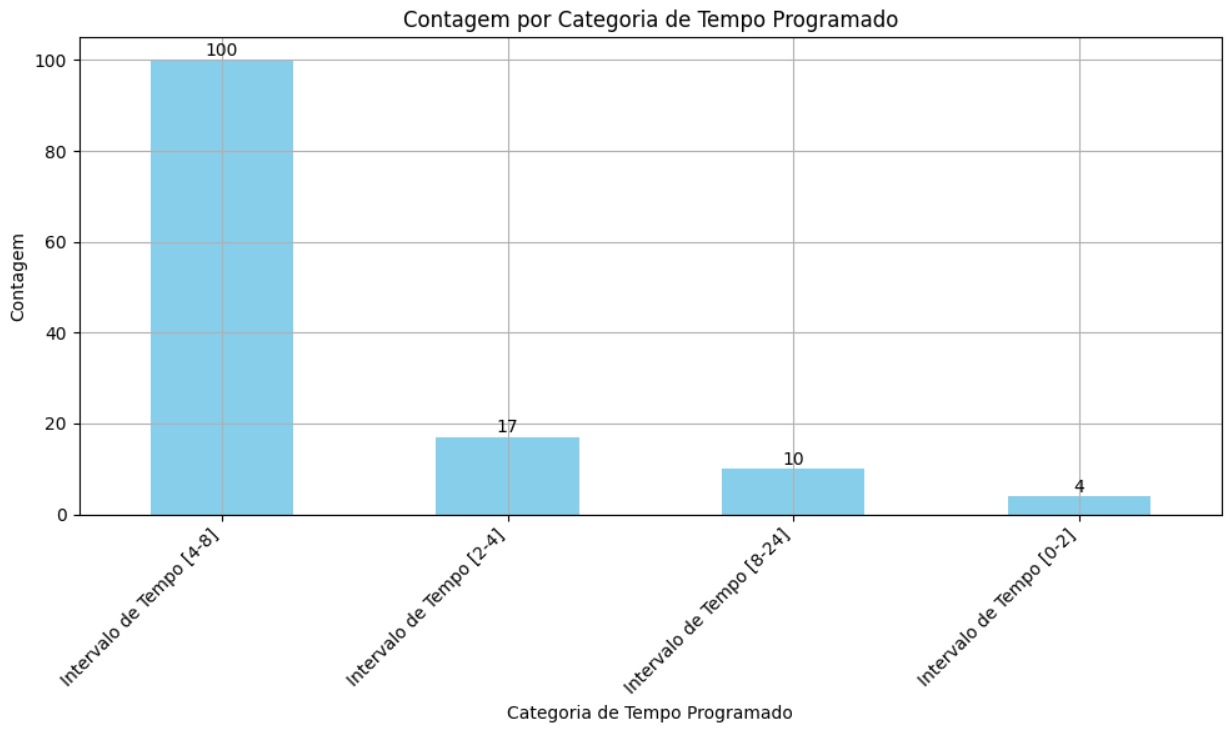 Contagem por Categoria de Tempo Programado
100
100
80
60
40
20
0
Contagem
17
10
4
Intervalo de Tempo [4-8]
Intervalo de Tempo [2-4]
Intervalo de Tempo [8-24]
Intervalo de Tempo [0-2]
Categoria de Tempo Programado